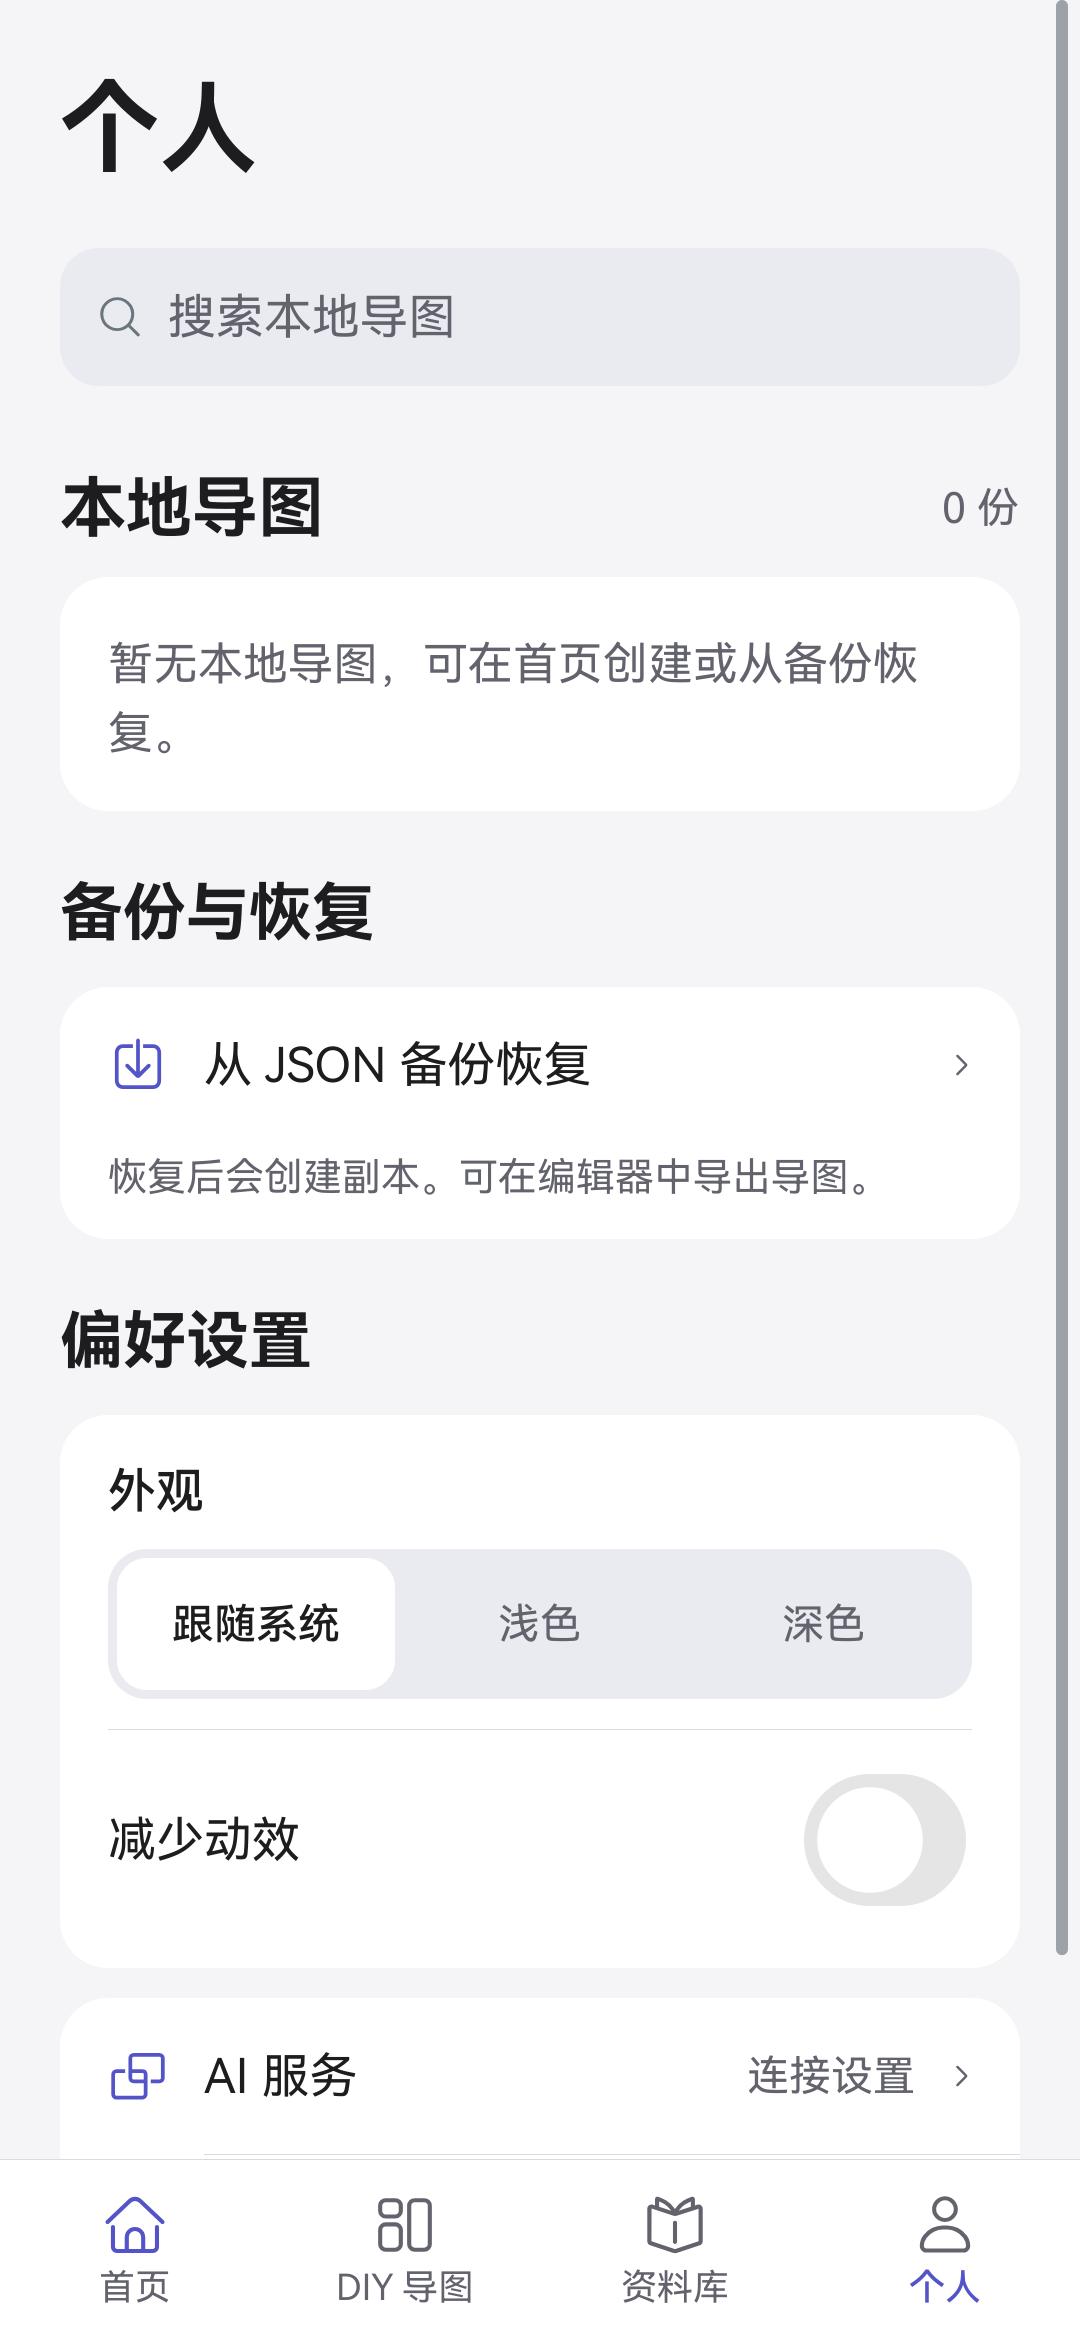 个人
搜索本地导图
本地导图
0 份
暂无本地导图，可在首页创建或从备份恢
复。
备份与恢复
从 JSON 备份恢复
恢复后会创建副本。可在编辑器中导出导图。
偏好设置
外观
跟随系统
浅色
深色
减少动效
AI 服务
连接设置
首页
DIY 导图
资料库
个人